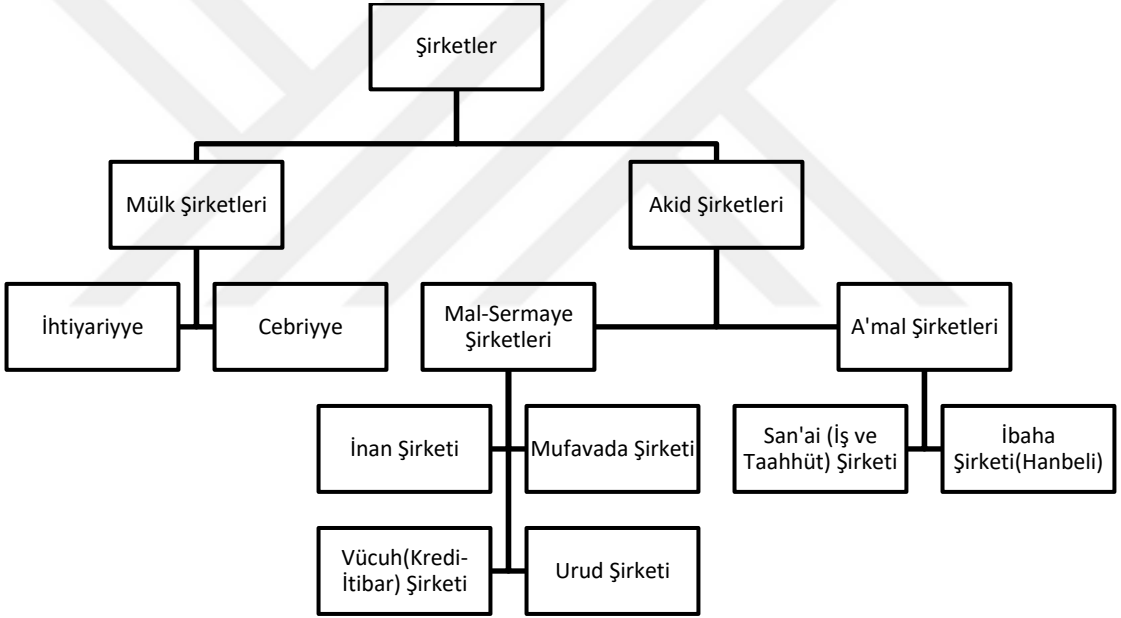 Şirketler
Mülk Şirketleri
Akid Şirketleri
İhtiyariyye
Cebriyye
Mal-Sermaye
Şirketleri
A'mal Şirketleri
İnan Şirketi
Mufavada Şirketi
San'ai (İş ve
Taahhüt) Şirketi
İbaha
Şirketi(Hanbeli)
Vücuh(Kredi-
İtibar) Şirketi
Urud Şirketi